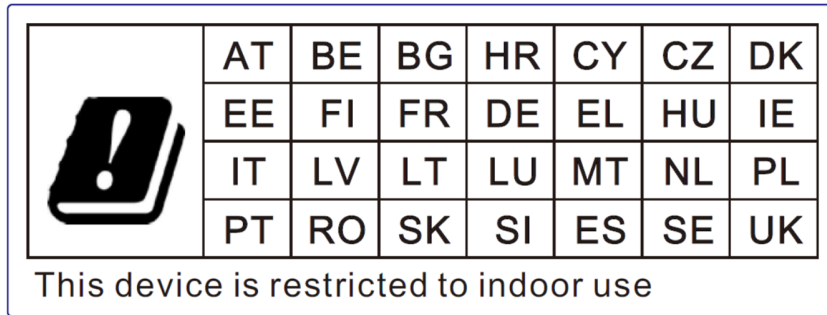 AT BE BG HR CY CZ DK
EE FI FR DE EL HU IE
IT LV LT LU MT NL PL
PT RO SK SI ES SE UK
This device is restricted to indoor use